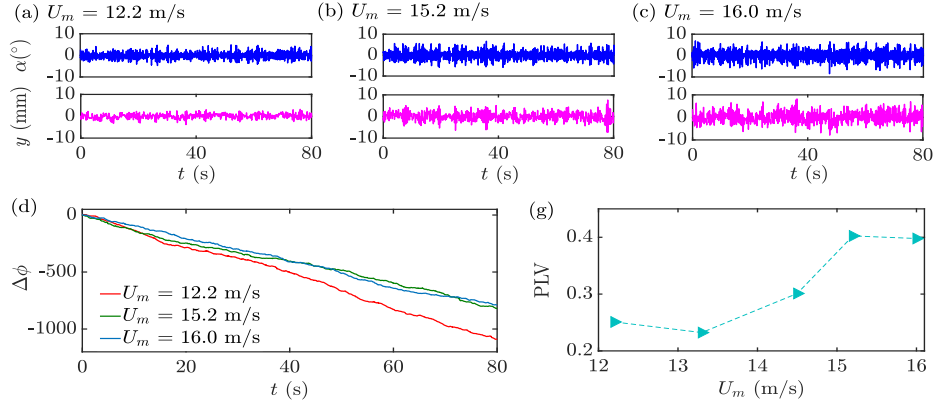 (a) U_m = 12.2 m/s
(b) U_m = 15.2 m/s
(c) U_m = 16.0 m/s
α(°)
10
0
-10
10
0
-10
10
0
-10
y (mm)
10
0
-10
10
0
-10
10
0
-10
0 40 80
0 40 80
0 40 80
t (s)
t (s)
t (s)
(d)
Δϕ
0
-500
-1000
U_m = 12.2 m/s
U_m = 15.2 m/s
U_m = 16.0 m/s
0 20 40 60 80
t (s)
(g)
PLV
0.4
0.3
0.2
12 13 14 15 16
U_m (m/s)